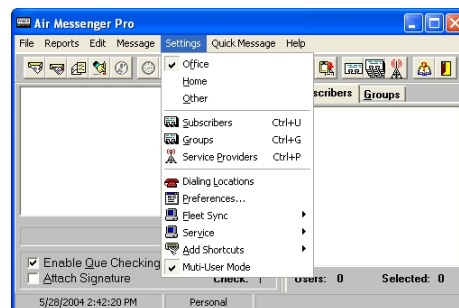 Air Messenger Pro
File Reports Edit Message Settings Quick Message Help
Office
Home
Other
Subscribers Ctrl+U
Groups Ctrl+G
Service Providers Ctrl+P
Dialing Locations
Preferences...
Fleet Sync
Service
Add Shortcuts
Muti-User Mode
scribers Groups
Enable Que Checking
Attach Signature
Check:
Users: 0 Selected: 0
5/28/2004 2:42:20 PM Personal